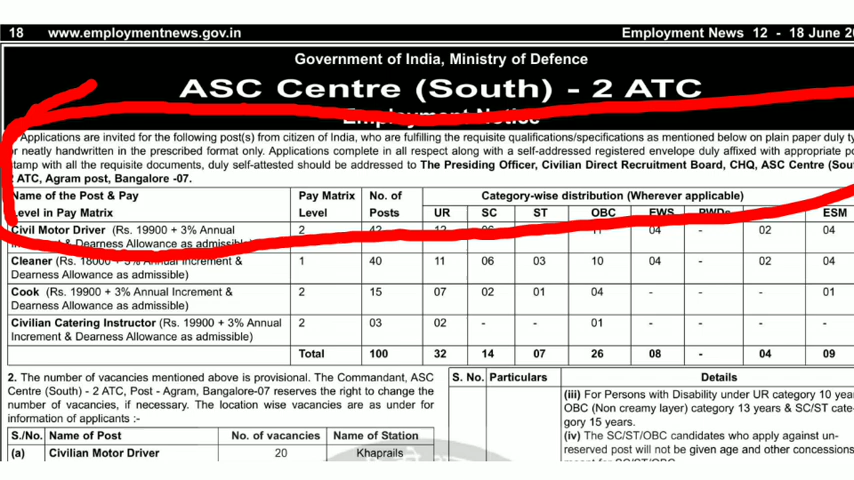 18 www.employmentnews.gov.in Employment News 12 - 18 June
Government of India, Ministry of Defence
ASC Centre (South) - 2 ATC
Employment Notice
Applications are invited for the following post(s) from citizen of India, who are fulfilling the requisite qualifications/specifications as mentioned below on plain paper duly
neatly handwritten in the prescribed format only. Applications complete in all respect along with a self-addressed registered envelope duly affixed with appropriate
stamp with all the requisite documents, duly self-attested should be addressed to The Presiding Officer, Civilian Direct Recruitment Board, CHQ, ASC Centre
2 ATC, Agram post, Bangalore -07.
Name of the Post & Pay Level in Pay Matrix Pay Matrix Level No. of Posts Category-wise distribution (Wherever applicable)
UR SC ST OBC EWS PWDs ESM
Civil Motor Driver (Rs. 19900 + 3% Annual 2 42 12 06 11 04 - 02 04
& Dearness Allowance as admissible)
Cleaner (Rs. 18000 + 3% Annual Increment & 1 40 11 06 03 10 04 - 02 04
Dearness Allowance as admissible)
Cook (Rs. 19900 + 3% Annual Increment & 2 15 07 02 01 04 - - - 01
Dearness Allowance as admissible)
Civilian Catering Instructor (Rs. 19900 + 3% Annual 2 03 02 - - 01 - - - -
Increment & Dearness Allowance as admissible)
Total 100 32 14 07 26 08 - 04 09
2. The number of vacancies mentioned above is provisional. The Commandant, ASC
Centre (South) - 2 ATC, Post - Agram, Bangalore-07 reserves the right to change the
number of vacancies, if necessary. The location wise vacancies are as under for
information of applicants :-
S./No. Name of Post No. of vacancies Name of Station
(a) Civilian Motor Driver 20 Khaprails
S. No. Particulars Details
(iii) For Persons with Disability under UR category 10
OBC (Non creamy layer) category 13 years & SC/ST
gory 15 years.
(iv) The SC/ST/OBC candidates who apply against un-
reserved post will not be given age and other concessions